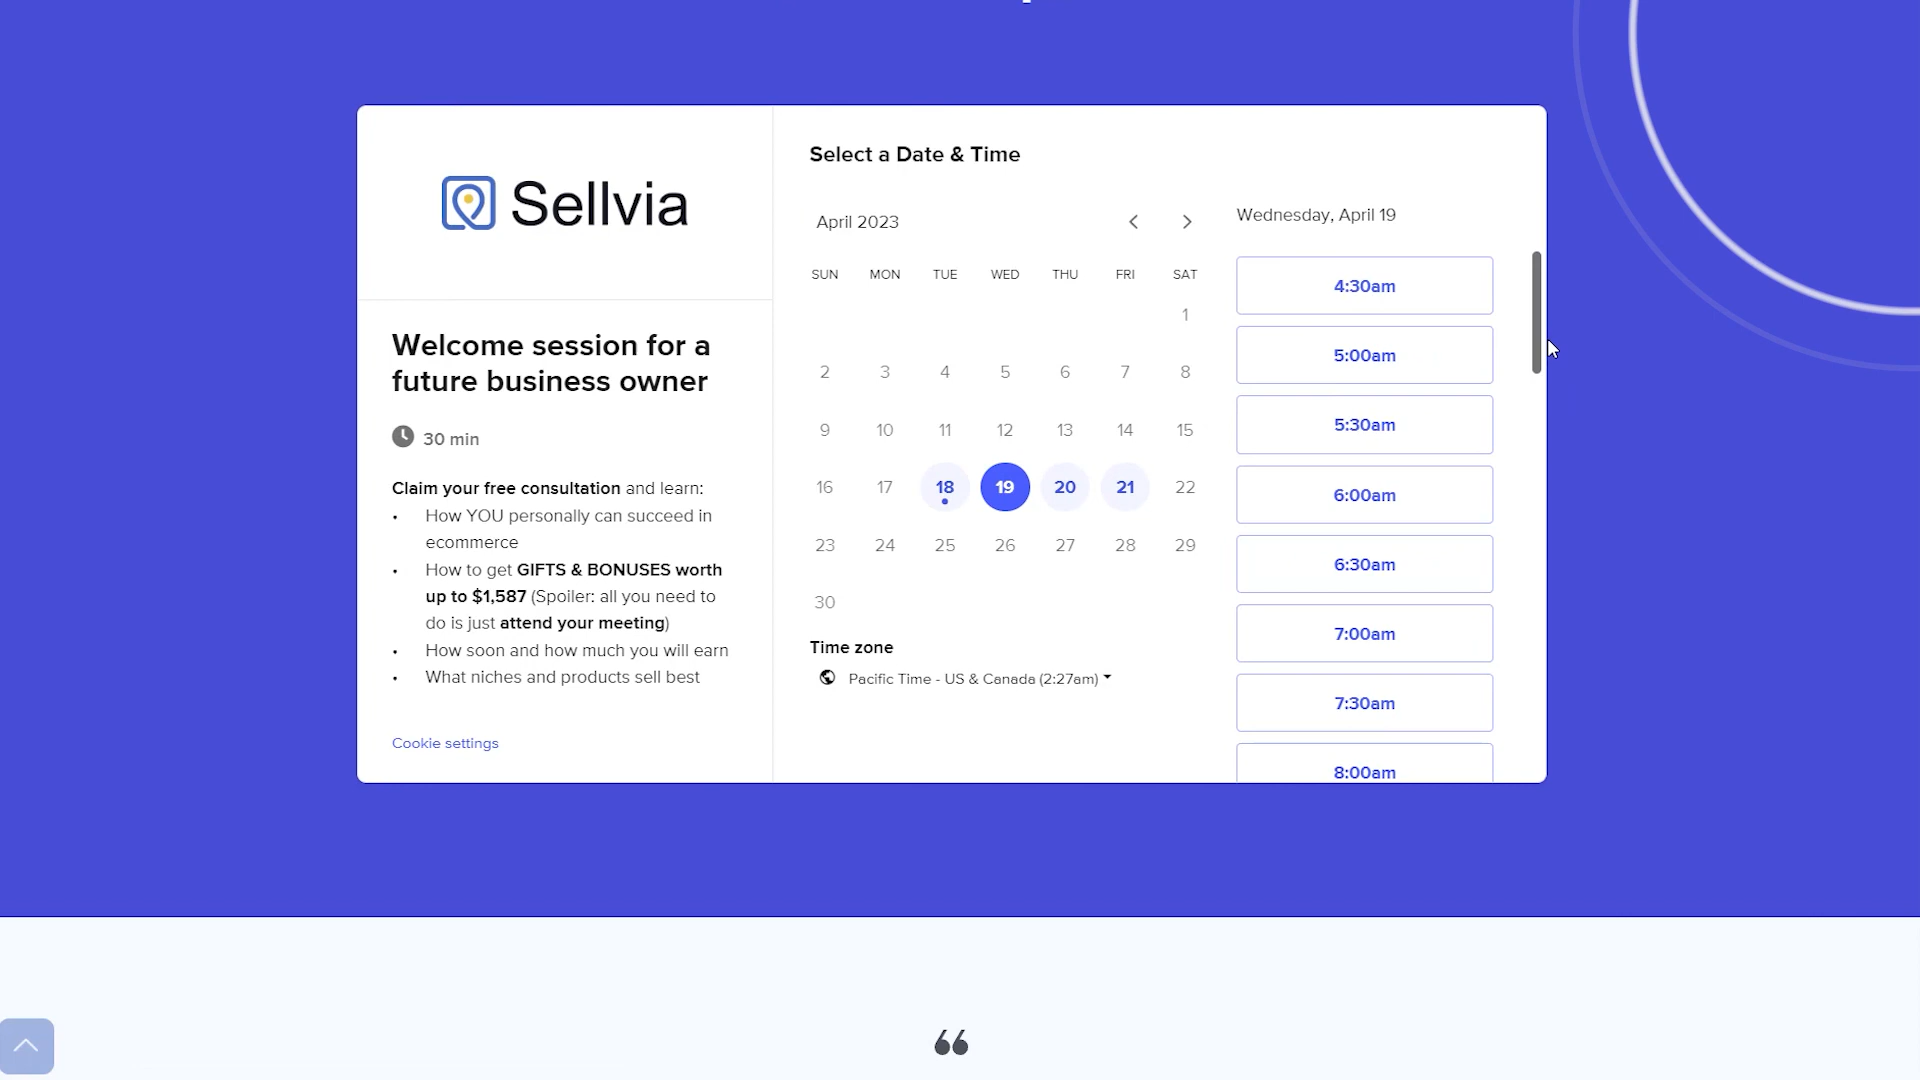 Sellvia
Welcome session for a
future business owner
30 min
Claim your free consultation and learn:
• How YOU personally can succeed in
ecommerce
• How to get GIFTS & BONUSES worth
up to $1,587 (Spoiler: all you need to
do is just attend your meeting)
• How soon and how much you will earn
• What niches and products sell best
Cookie settings
Select a Date & Time
April 2023
SUN MON TUE WED THU FRI SAT
1
2 3 4 5 6 7 8
9 10 11 12 13 14 15
16 17 18 19 20 21 22
23 24 25 26 27 28 29
30
Time zone
Pacific Time - US & Canada (2:27am)
Wednesday, April 19
4:30am
5:00am
5:30am
6:00am
6:30am
7:00am
7:30am
8:00am
“